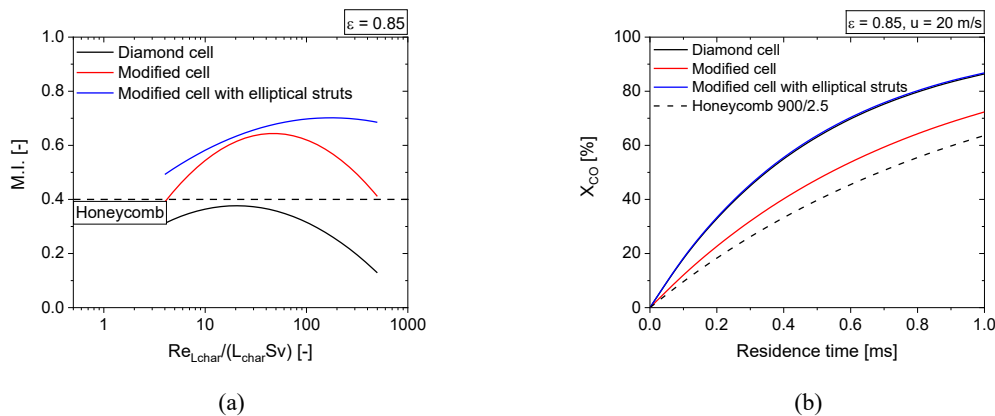 ε = 0.85
1.0
0.8
0.6
0.4
0.2
0.0
M.I. [-]
Diamond cell
Modified cell
Modified cell with elliptical struts
Honeycomb
1 10 100 1000
Re_Lchar/(L_charSv) [-]
(a)
ε = 0.85, u = 20 m/s
100
80
60
40
20
0
X_CO [%]
Diamond cell
Modified cell
Modified cell with elliptical struts
Honeycomb 900/2.5
0.0 0.2 0.4 0.6 0.8 1.0
Residence time [ms]
(b)